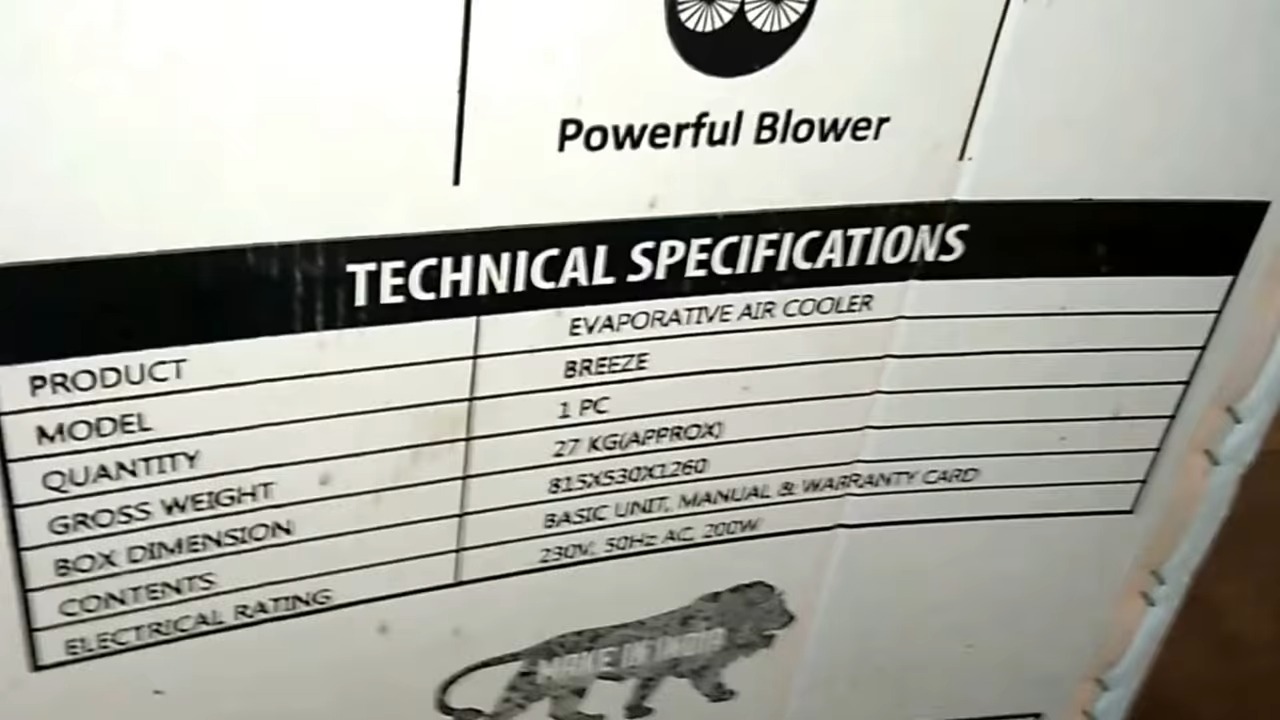 Powerful Blower
TECHNICAL SPECIFICATIONS
PRODUCT EVAPORATIVE AIR COOLER
MODEL BREEZE
QUANTITY 1 PC
GROSS WEIGHT 27 KG(APPROX)
BOX DIMENSION 815X530X1260
CONTENTS BASIC UNIT, MANUAL & WARRANTY CARD
ELECTRICAL RATING 230V, 50Hz AC, 200W
MAKE IN INDIA